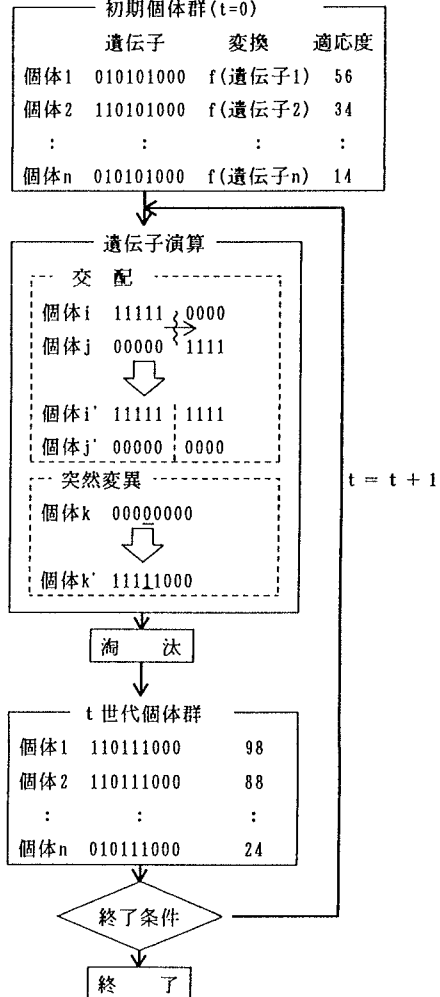 初期個体群(t=0)
遺伝子 変換 適応度
個体1 010101000 f(遺伝子1) 56
個体2 110101000 f(遺伝子2) 34
: : : :
個体n 010101000 f(遺伝子n) 14
遺伝子演算
交 配
個体i 11111 0000
個体j 00000 1111
個体i' 11111 1111
個体j' 00000 0000
突然変異
個体k 00000000
個体k' 11111000
t = t + 1
淘 汰
t世代個体群
個体1 110111000 98
個体2 110111000 88
: : :
個体n 010111000 24
終了条件
終 了